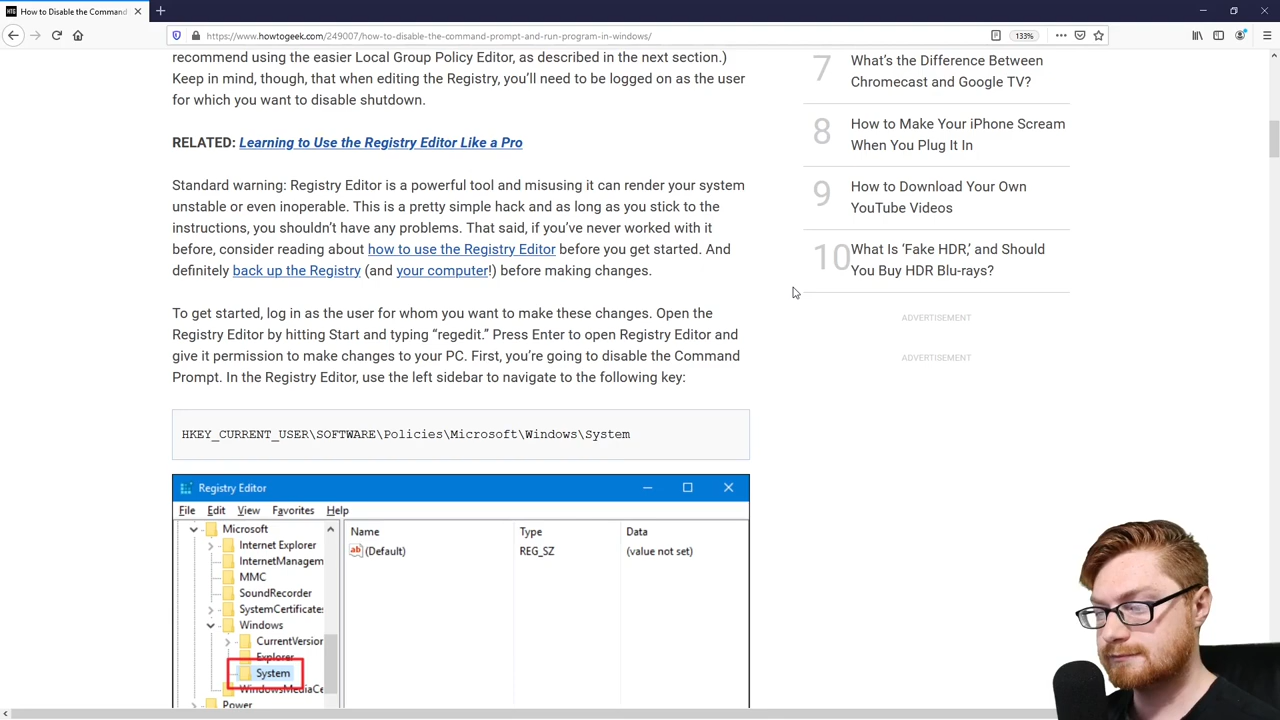 How to Disable the Command
https://www.howtogeek.com/249007/how-to-disable-the-command-prompt-and-run-program-in-windows/
133%
recommend using the easier Local Group Policy Editor, as described in the next section.)
Keep in mind, though, that when editing the Registry, you'll need to be logged on as the user
for which you want to disable shutdown.
RELATED: Learning to Use the Registry Editor Like a Pro
Standard warning: Registry Editor is a powerful tool and misusing it can render your system
unstable or even inoperable. This is a pretty simple hack and as long as you stick to the
instructions, you shouldn't have any problems. That said, if you've never worked with it
before, consider reading about how to use the Registry Editor before you get started. And
definitely back up the Registry (and your computer!) before making changes.
To get started, log in as the user for whom you want to make these changes. Open the
Registry Editor by hitting Start and typing “regedit.” Press Enter to open Registry Editor and
give it permission to make changes to your PC. First, you're going to disable the Command
Prompt. In the Registry Editor, use the left sidebar to navigate to the following key:
HKEY_CURRENT_USER\SOFTWARE\Policies\Microsoft\Windows\System
Registry Editor
File Edit View Favorites Help
Microsoft
Internet Explorer
InternetManagem
MMC
SoundRecorder
SystemCertificate
Windows
CurrentVersion
Explorer
System
WindowsMediaCe
Power
Name Type Data
(Default) REG_SZ (value not set)
7 What's the Difference Between
Chromecast and Google TV?
8 How to Make Your iPhone Scream
When You Plug It In
9 How to Download Your Own
YouTube Videos
10 What Is ‘Fake HDR,’ and Should
You Buy HDR Blu-rays?
ADVERTISEMENT
ADVERTISEMENT